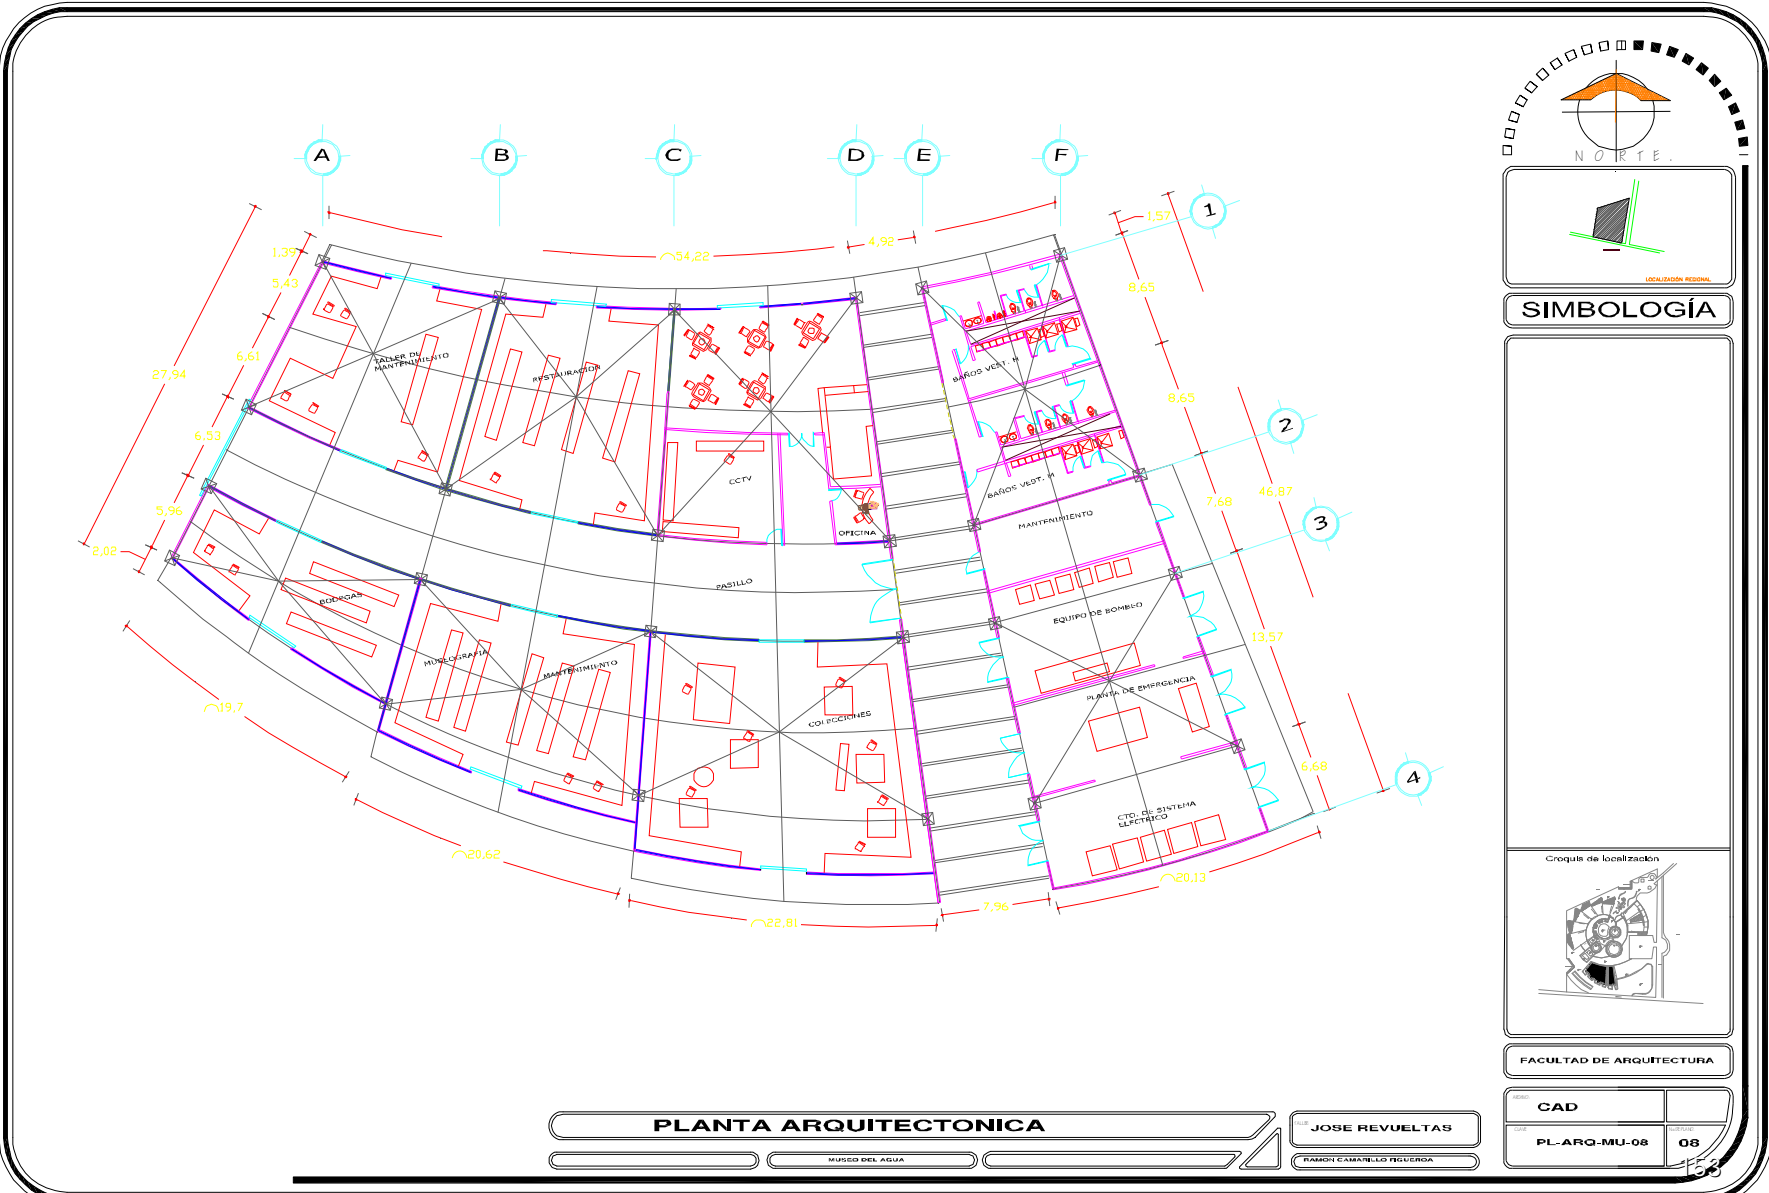 A B C D E F
NORTE.
1
2
3
4
1.39
5.43
6.61
27.94
6.53
5.96
2.02
54.22
4.92
1.57
8.65
8.65
46.87
7.68
13.57
6.68
19.7
20.62
22.81
7.96
20.13
TALLER DE
MANTENIMIENTO
RESTAURACION
CCTV
OFICINA
PASILLO
BODEGAS
MUSEOGRAFIA
MANTENIMIENTO
COLECCIONES
BAÑOS VEST. H
BAÑOS VEST. M
MANTENIMIENTO
EQUIPO DE BOMBEO
PLANTA DE EMERGENCIA
CTO. DE SISTEMA
ELECTRICO
LOCALIZACIÓN REGIONAL
SIMBOLOGÍA
Croquis de localización
FACULTAD DE ARQUITECTURA
CAD
PL-ARQ-MU-08
08
153
PLANTA ARQUITECTONICA
JOSE REVUELTAS
MUSEO DEL AGUA
RAMON CAMARILLO FIGUEROA